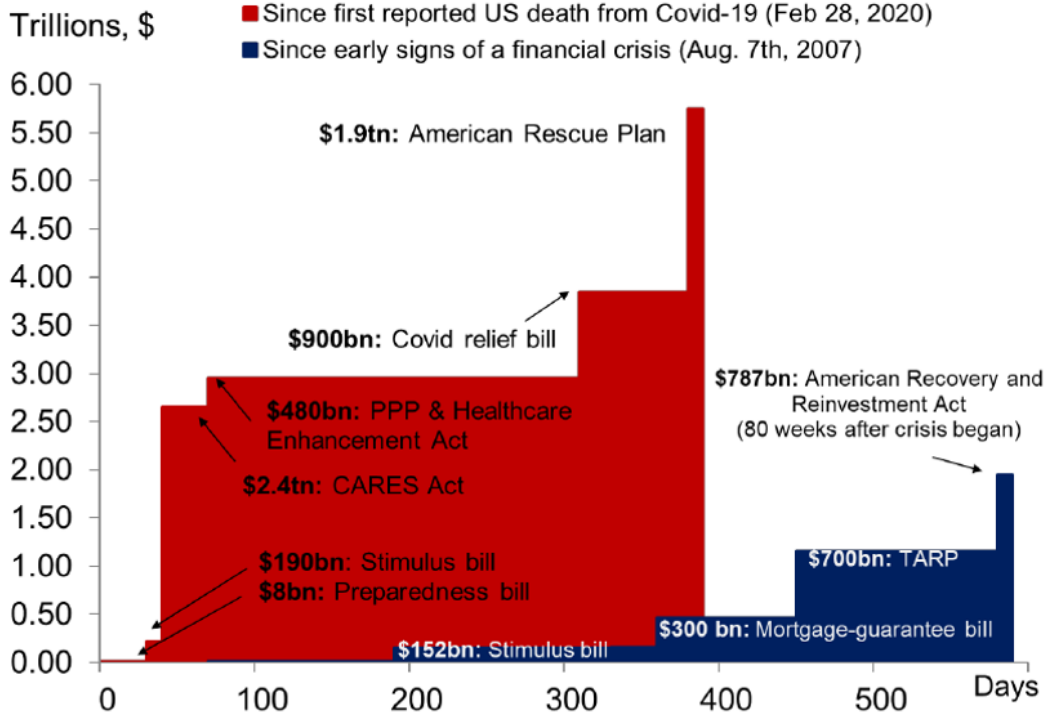 Trillions, $
Since first reported US death from Covid-19 (Feb 28, 2020)
Since early signs of a financial crisis (Aug. 7th, 2007)
6.00
5.50
5.00
4.50
4.00
3.50
3.00
2.50
2.00
1.50
1.00
0.50
0.00
$1.9tn: American Rescue Plan
$900bn: Covid relief bill
$787bn: American Recovery and
Reinvestment Act
(80 weeks after crisis began)
$480bn: PPP & Healthcare
Enhancement Act
$2.4tn: CARES Act
$190bn: Stimulus bill
$8bn: Preparedness bill
$700bn: TARP
$300 bn: Mortgage-guarantee bill
$152bn: Stimulus bill
0 100 200 300 400 500 Days